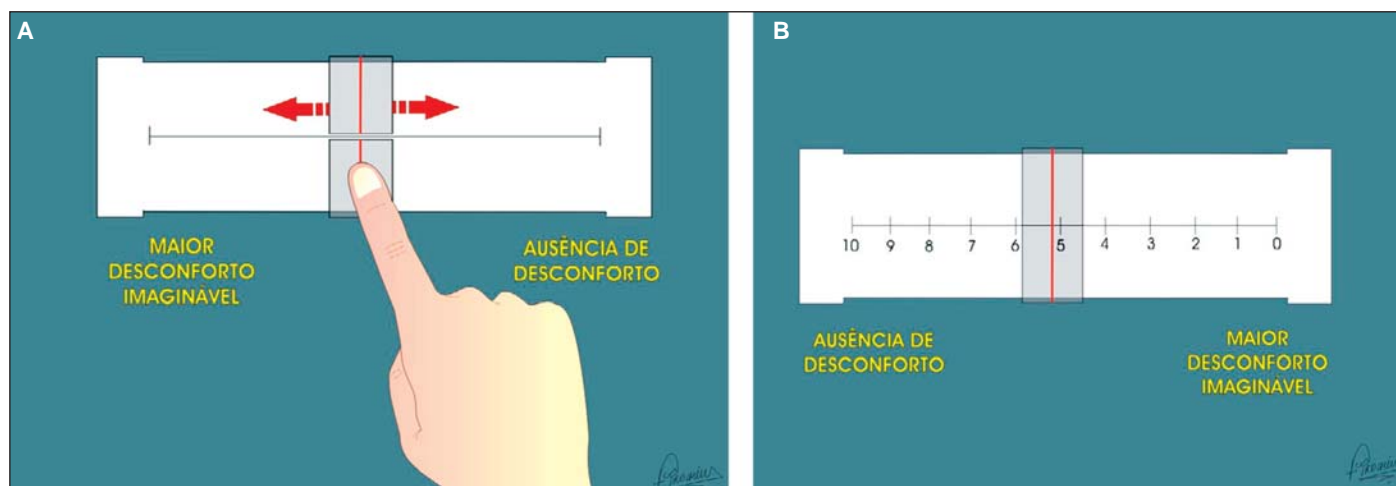 A
MAIOR
DESCONFORTO
IMAGINÁVEL
AUSÊNCIA DE
DESCONFORTO
B
10 9 8 7 6 5 4 3 2 1 0
AUSÊNCIA DE
DESCONFORTO
MAIOR
DESCONFORTO
IMAGINÁVEL